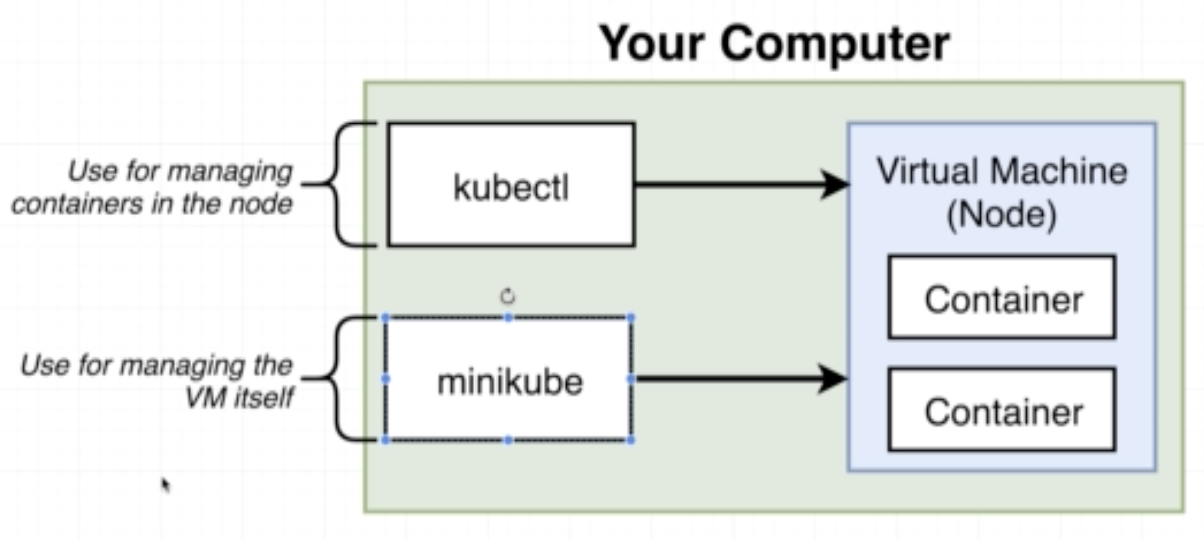 Your Computer
Use for managing
containers in the node
kubectl
Virtual Machine
(Node)
Container
Use for managing the
VM itself
minikube
Container